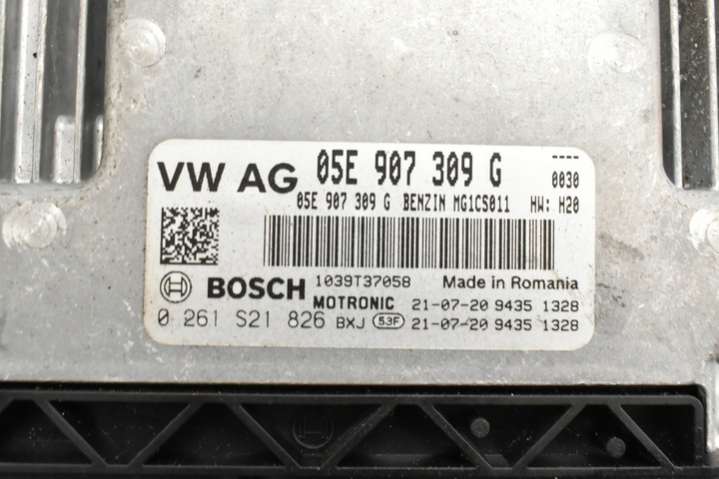 VW AG 05E 907 309 G ----
0030
05E 907 309 G BENZIN MG1CS011 HW: H20
BOSCH 1039T37058 Made in Romania
MOTRONIC 21-07-20 9435 1328
0 261 S21 826 BXJ 53F 21-07-20 9435 1328